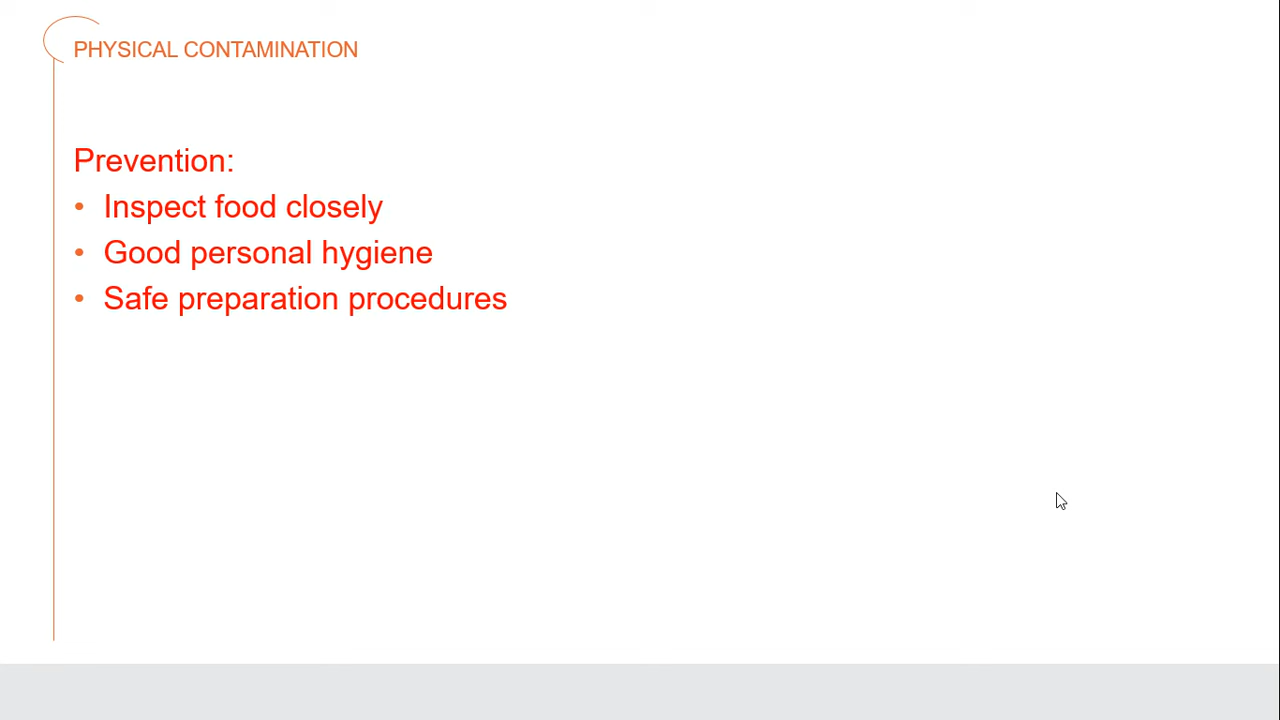 PHYSICAL CONTAMINATION
Prevention:
• Inspect food closely
• Good personal hygiene
• Safe preparation procedures